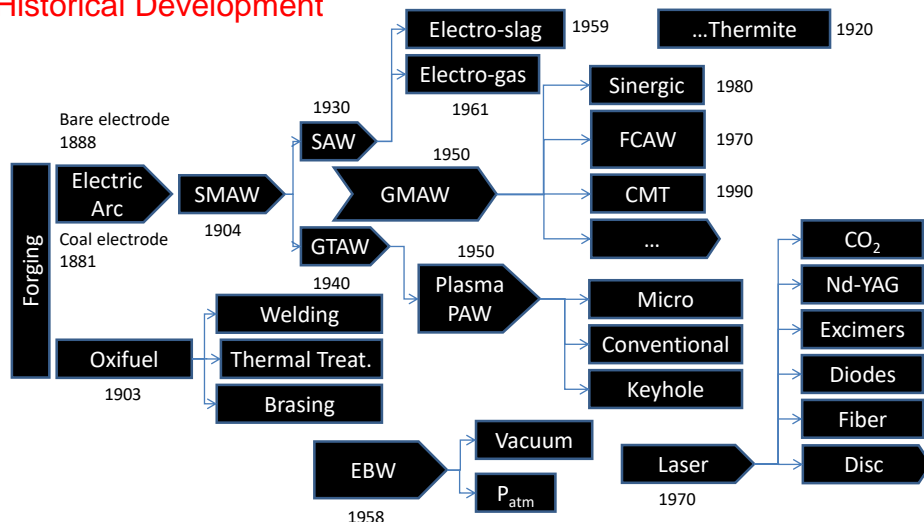 Historical Development
Electro-slag
1959
...Thermite
1920
Electro-gas
1961
Sinergic
1980
1930
SAW
Bare electrode
1888
FCAW
1970
1950
Electric
Arc
SMAW
1904
GMAW
CMT
1990
Coal electrode
1881
GTAW
1940
...
1950
Plasma
PAW
CO₂
Forging
Welding
Micro
Nd-YAG
Oxifuel
1903
Thermal Treat.
Conventional
Excimers
Brasing
Keyhole
Diodes
Fiber
Vacuum
EBW
1958
Patm
Laser
1970
Disc